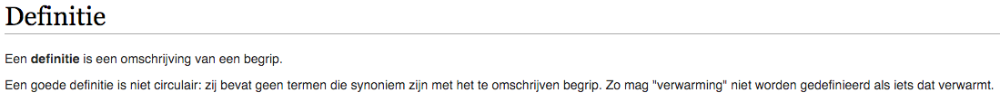 Definitie
Een definitie is een omschrijving van een begrip.
Een goede definitie is niet circulair: zij bevat geen termen die synoniem zijn met het te omschrijven begrip. Zo mag "verwarming" niet worden gedefinieerd als iets dat verwarmt.